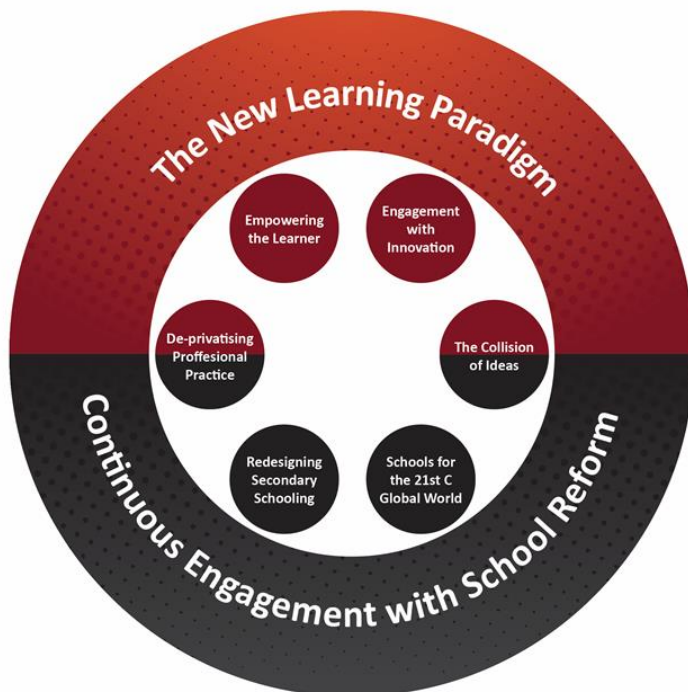 The New Learning Paradigm
Empowering
the Learner
Engagement
with
Innovation
De-privatising
Proffesional
Practice
The Collision
of Ideas
Redesigning
Secondary
Schooling
Schools for
the 21st C
Global World
Continuous Engagement with School Reform